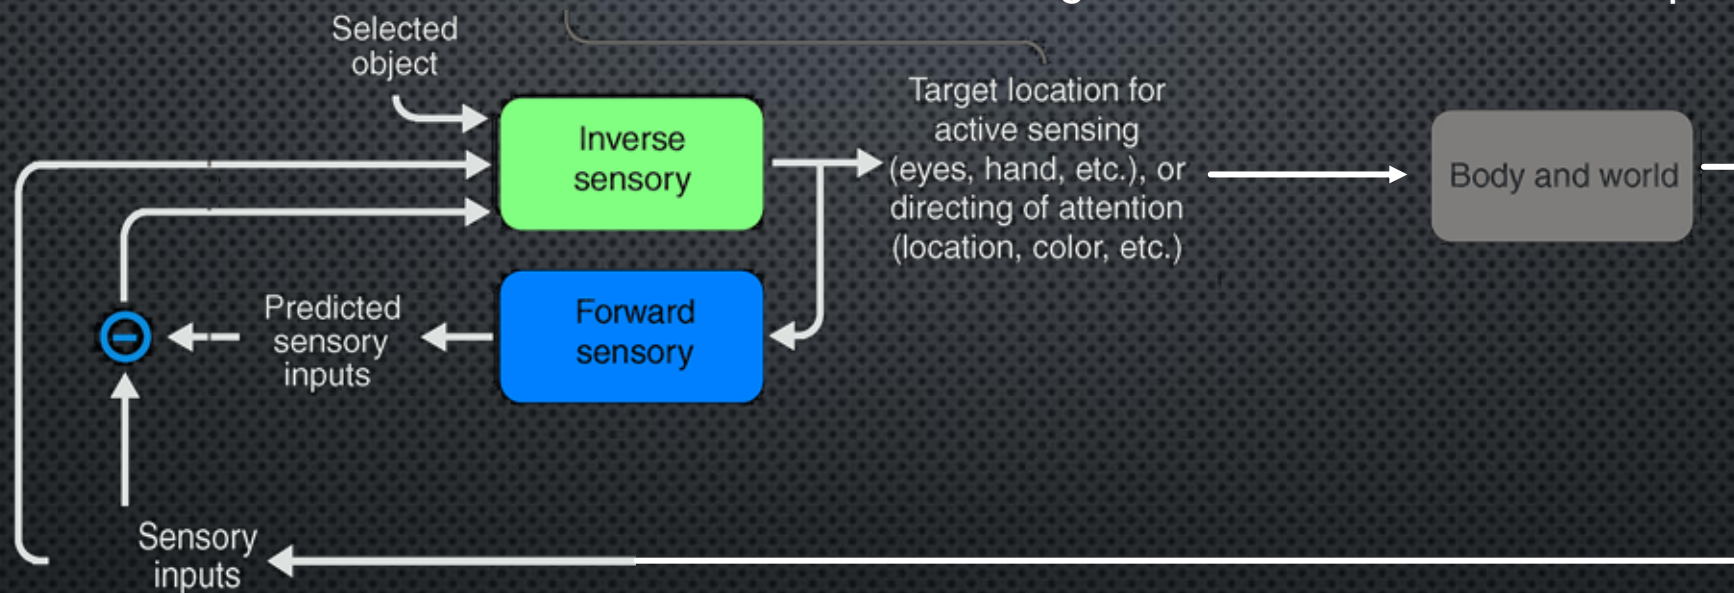 Selected
object
Target location for
active sensing
(eyes, hand, etc.), or
directing of attention
(location, color, etc.)
Inverse
sensory
Body and world
Predicted
sensory
inputs
Forward
sensory
Sensory
inputs